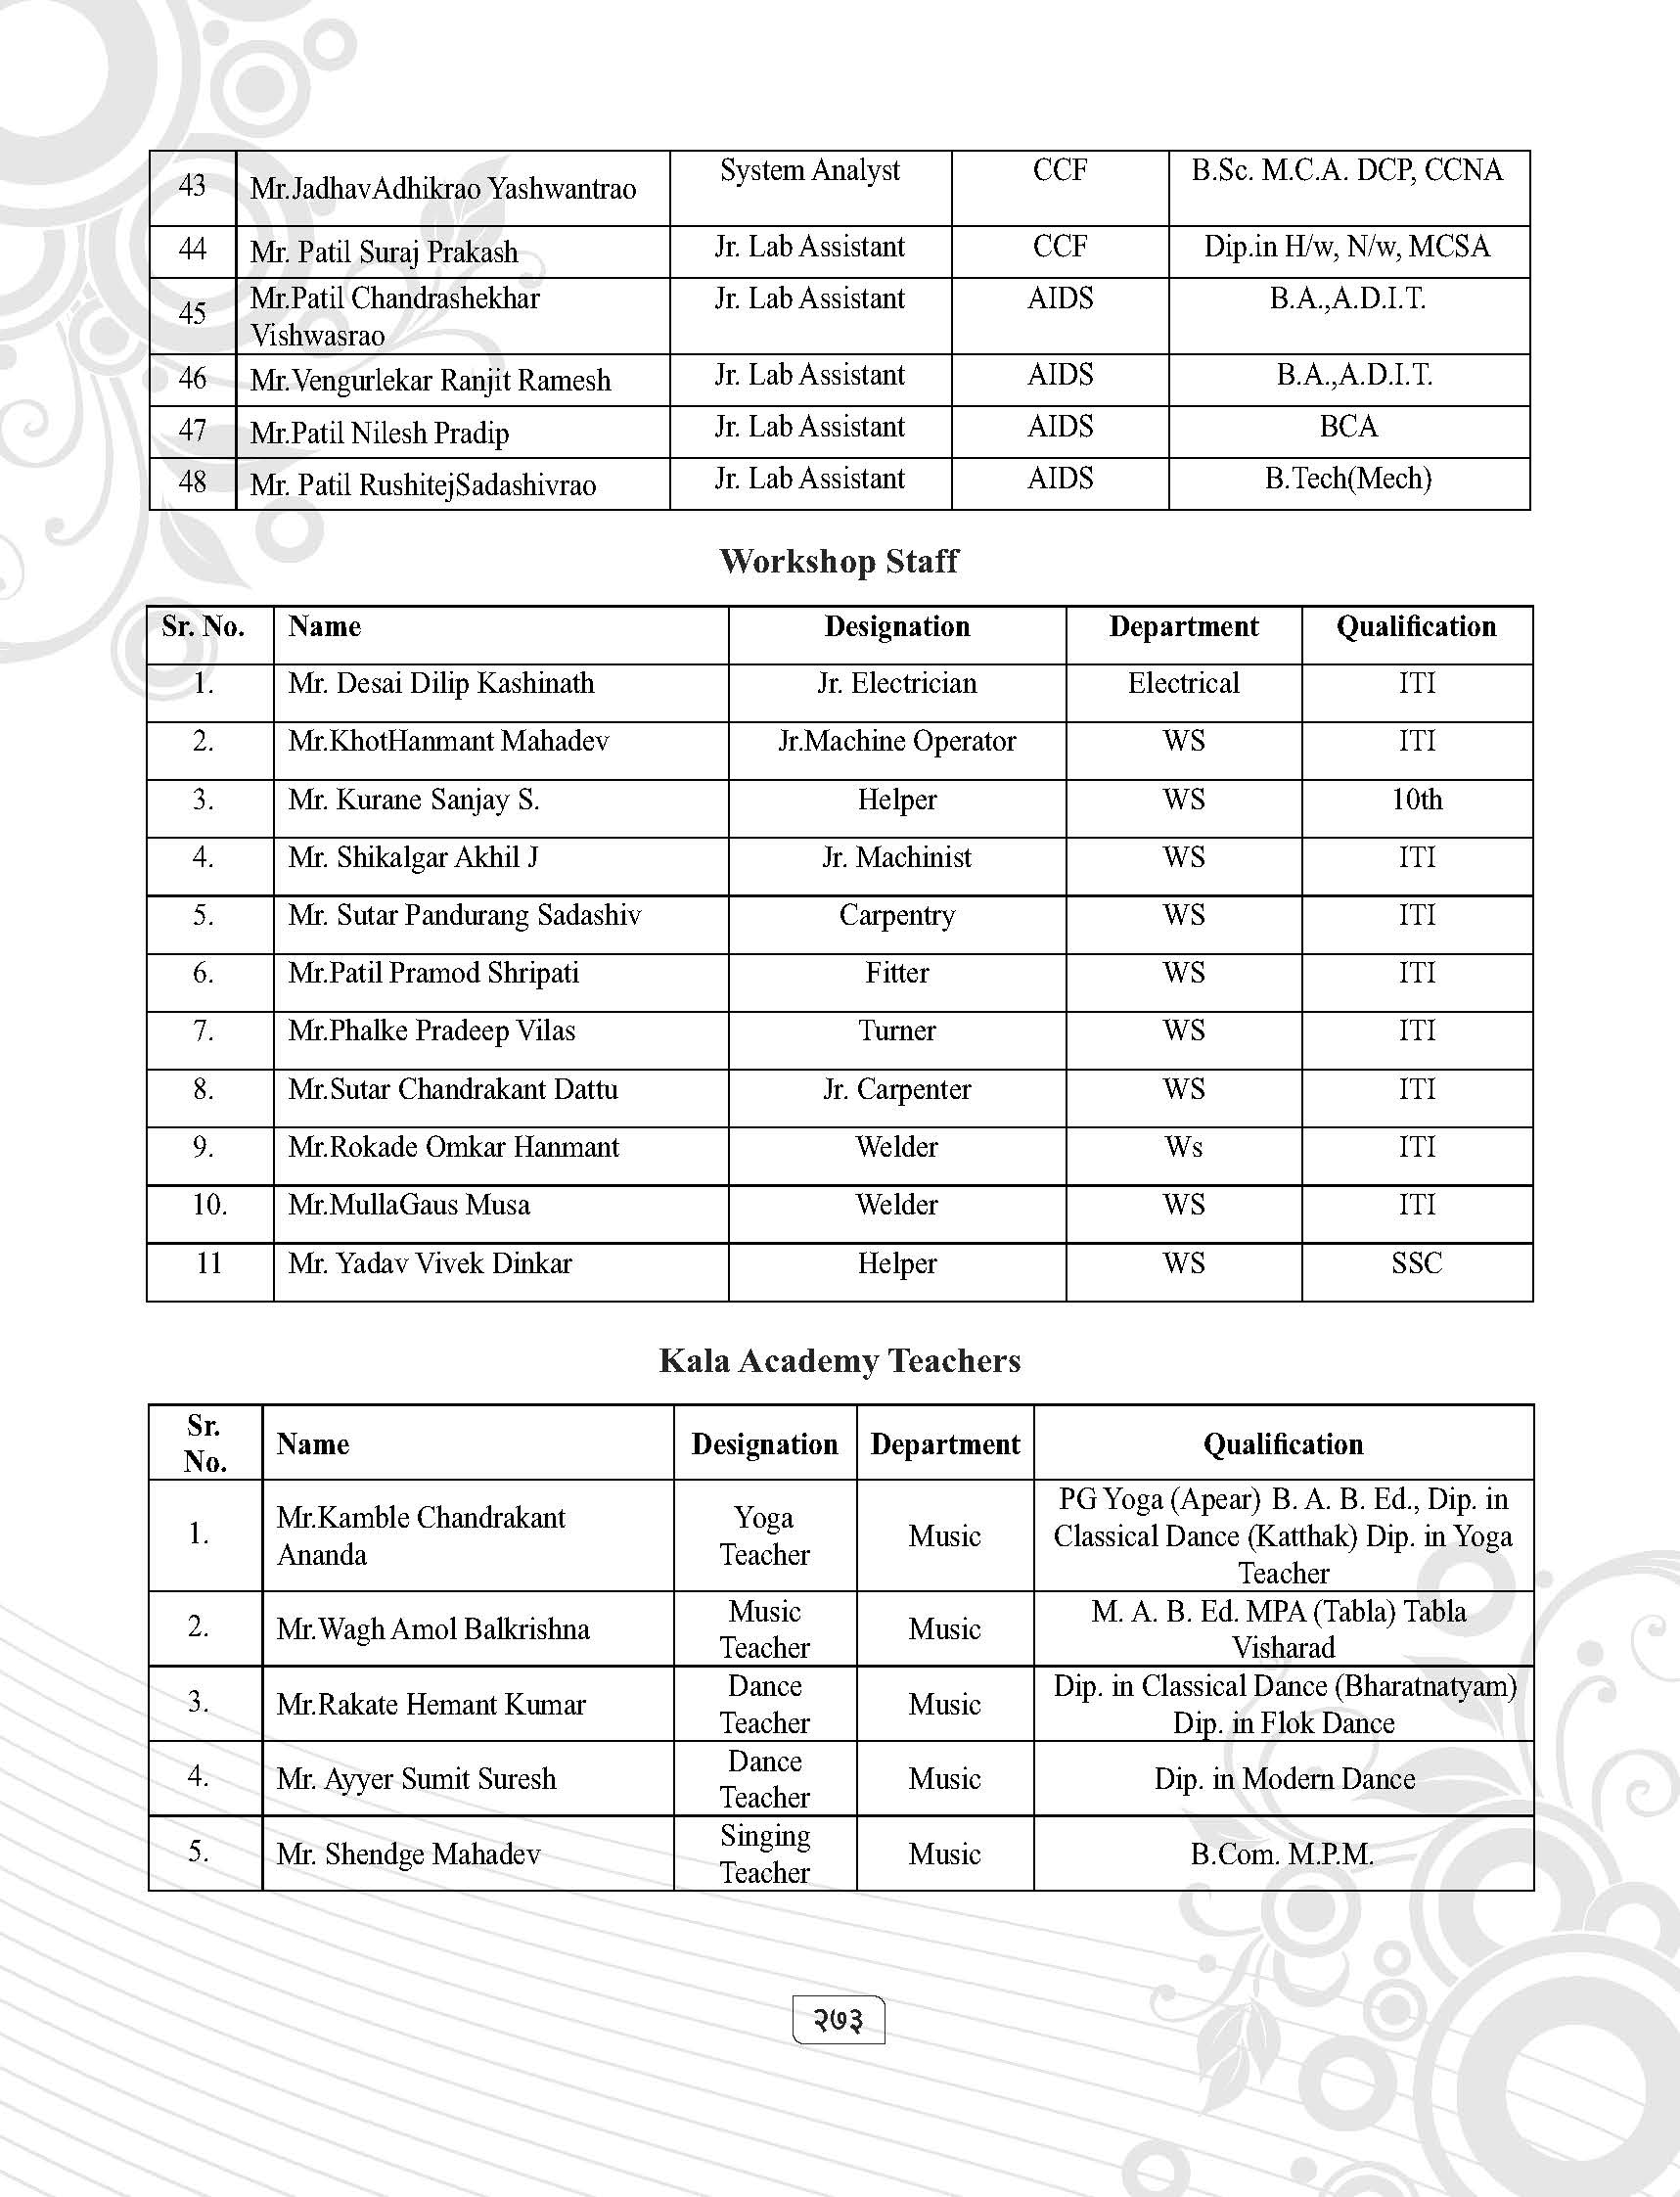 43 Mr.JadhavAdhikrao Yashwantrao System Analyst CCF B.Sc. M.C.A. DCP, CCNA
44 Mr. Patil Suraj Prakash Jr. Lab Assistant CCF Dip.in H/w, N/w, MCSA
45 Mr.Patil Chandrashekhar Jr. Lab Assistant AIDS B.A.,A.D.I.T.
Vishwasrao
46 Mr.Vengurlekar Ranjit Ramesh Jr. Lab Assistant AIDS B.A.,A.D.I.T.
47 Mr.Patil Nilesh Pradip Jr. Lab Assistant AIDS BCA
48 Mr. Patil RushitejSadashivrao Jr. Lab Assistant AIDS B.Tech(Mech)
Workshop Staff
Sr. No. Name Designation Department Qualification
1. Mr. Desai Dilip Kashinath Jr. Electrician Electrical ITI
2. Mr.KhotHanmant Mahadev Jr.Machine Operator WS ITI
3. Mr. Kurane Sanjay S. Helper WS 10th
4. Mr. Shikalgar Akhil J Jr. Machinist WS ITI
5. Mr. Sutar Pandurang Sadashiv Carpentry WS ITI
6. Mr.Patil Pramod Shripati Fitter WS ITI
7. Mr.Phalke Pradeep Vilas Turner WS ITI
8. Mr.Sutar Chandrakant Dattu Jr. Carpenter WS ITI
9. Mr.Rokade Omkar Hanmant Welder Ws ITI
10. Mr.MullaGaus Musa Welder WS ITI
11 Mr. Yadav Vivek Dinkar Helper WS SSC
Kala Academy Teachers
Sr.
No. Name Designation Department Qualification
1. Mr.Kamble Chandrakant
Ananda
Yoga
Teacher
Music
PG Yoga (Apear) B. A. B. Ed., Dip. in
Classical Dance (Katthak) Dip. in Yoga
Teacher
2. Mr.Wagh Amol Balkrishna
Music
Teacher
Music
M. A. B. Ed. MPA (Tabla) Tabla
Visharad
3. Mr.Rakate Hemant Kumar
Dance
Teacher
Music
Dip. in Classical Dance (Bharatnatyam)
Dip. in Flok Dance
4. Mr. Ayyer Sumit Suresh
Dance
Teacher
Music
Dip. in Modern Dance
5. Mr. Shendge Mahadev
Singing
Teacher
Music
B.Com. M.P.M.
२७३